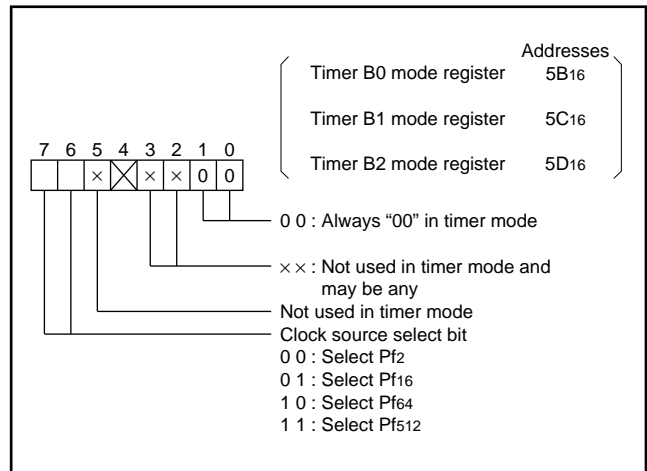 Addresses
Timer B0 mode register 5B16
Timer B1 mode register 5C16
Timer B2 mode register 5D16
7 6 5 4 3 2 1 0
× × × 0 0
0 0 : Always “00” in timer mode
×× : Not used in timer mode and
may be any
Not used in timer mode
Clock source select bit
0 0 : Select Pf2
0 1 : Select Pf16
1 0 : Select Pf64
1 1 : Select Pf512